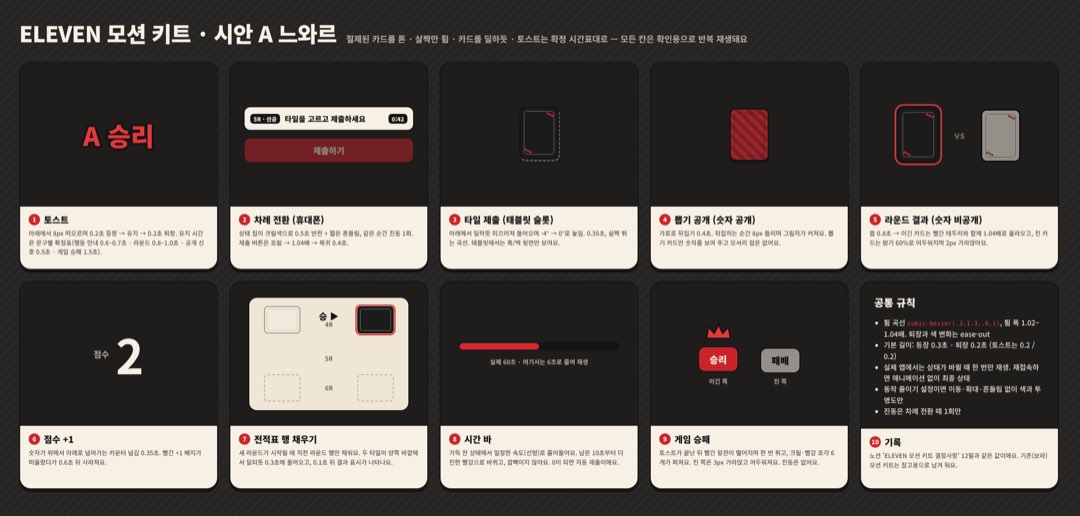 ELEVEN 모션 키트 · 시안 A 느와르
절제된 카드룸 톤 · 살짝만 튐 · 카드를 딜하듯 · 토스트는 확정 시간표대로 — 모든 칸은 확인용으로 반복 재생돼요
A 승리
1 토스트
아래에서 8px 떠오르며 0.2초 등장 → 유지 → 0.2초 퇴장. 유지 시간
은 문구별 확정표(행동 안내 0.6~0.7초 · 라운드 0.8~1.0초 · 공개 신
호 0.5초 · 게임 승패 1.5초).
5R · 선공
타일을 고르고 제출하세요
0:42
제출하기
2 차례 전환 (휴대폰)
상태 칩이 크림색으로 0.5초 반전 + 짧은 흔들림, 같은 순간 진동 1회.
제출 버튼은 흐림 → 1.04배 → 복귀 0.4초.
3 타일 제출 (태블릿 슬롯)
아래에서 딜하듯 미끄러져 들어오며 -4° → 0°로 놓임. 0.35초, 살짝 튀
는 곡선. 태블릿에서는 흑/백 뒷면만 보여요.
4 뽑기 공개 (숫자 공개)
가로로 뒤집기 0.4초. 뒤집히는 순간 8px 들리며 그림자가 커져요. 뽑
기 카드만 숫자를 보여 주고 모서리 점은 없어요.
VS
5 라운드 결과 (숫자 비공개)
뜸 0.8초 → 이긴 카드는 빨간 테두리와 함께 1.04배로 올라오고, 진 카
드는 밝기 60%로 어두워지며 2px 가라앉아요.
점수
2
6 점수 +1
숫자가 위에서 아래로 넘어가는 카운터 넘김 0.35초. 빨간 +1 배지가
떠올랐다가 0.6초 뒤 사라져요.
승 ▶
4R
5R
6R
7 전적표 행 채우기
새 라운드가 시작될 때 직전 라운드 행만 채워요. 두 타일이 양쪽 바깥에
서 딜되듯 0.3초에 들어오고, 0.1초 뒤 결과 표시가 나타나요.
실제 60초 · 여기서는 6초로 줄여 재생
8 시간 바
가득 찬 상태에서 일정한 속도(선형)로 줄어들어요. 남은 10초부터 더
진한 빨강으로 바뀌고, 깜빡이지 않아요. 0이 되면 자동 제출이에요.
승리
이긴 쪽
패배
진 쪽
9 게임 승패
토스트가 끝난 뒤 빨간 왕관이 떨어지며 한 번 튀고, 크림·빨강 조각 6
개가 퍼져요. 진 쪽은 3px 가라앉고 어두워져요. 진동은 없어요.
공통 규칙
• 튐 곡선 cubic-bezier(.3,1.3,.6,1), 튐 폭 1.02~
1.04배. 퇴장과 색 변화는 ease-out
• 기본 길이: 등장 0.3초 · 퇴장 0.2초 (토스트는 0.2 /
0.2)
• 실제 앱에서는 상태가 바뀔 때 한 번만 재생. 재접속하
면 애니메이션 없이 최종 상태
• 동작 줄이기 설정이면 이동·확대·흔들림 없이 색과 투
명도만
• 진동은 차례 전환 때 1회만
10 기록
노션 'ELEVEN 모션 키트 결정사항' 12절과 같은 값이에요. 기존(보라)
모션 키트는 참고용으로 남겨 둬요.